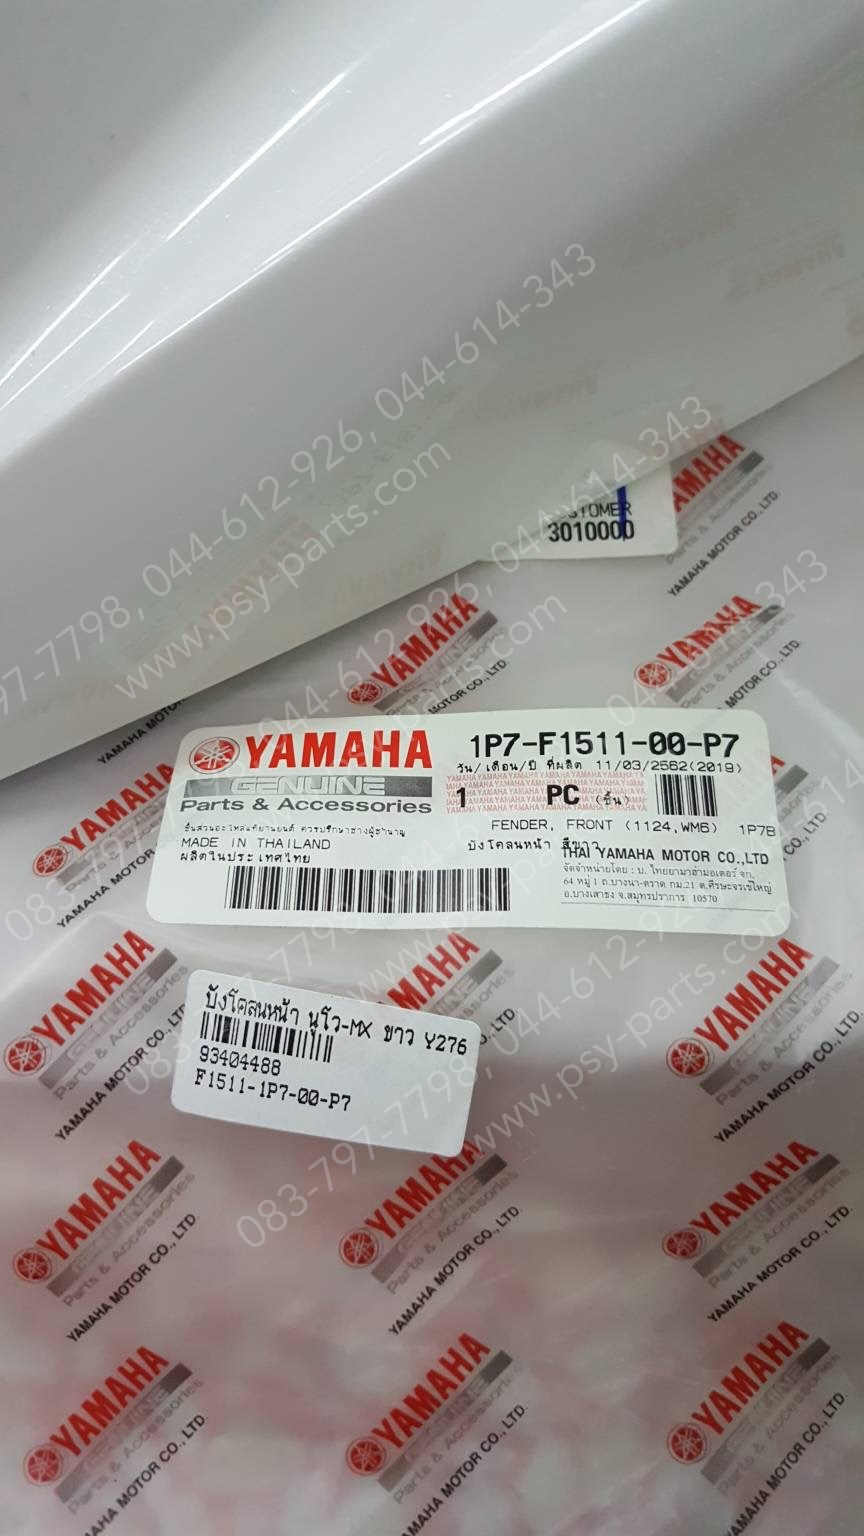 CUSTOMER
3010000
YAMAHA
GENUINE
Parts & Accessories
1P7-F1511-00-P7
วัน/เดือน/ปี ที่ผลิต 11/03/2562(2019)
1 PC (ชิ้น)
FENDER, FRONT (1124,WM6) 1P7B
บังโคลนหน้า สีขาว
ชิ้นส่วนอะไหล่แท้ยานยนต์ ควรปรึกษาช่างผู้ชำนาญ
MADE IN THAILAND
ผลิตในประเทศไทย
THAI YAMAHA MOTOR CO.,LTD
จัดจำหน่ายโดย : บ. ไทยยามาฮ่ามอเตอร์ จก.
64 หมู่ 1 ถ.บางนา-ตราด กม.21 ต.ศีรษะจรเข้ใหญ่
อ.บางเสาธง จ.สมุทรปราการ 10570
บังโคลนหน้า นูโว-MX ขาว Y276
93404488
F1511-1P7-00-P7
YAMAHA
GENUINE
Parts & Accessories
YAMAHA MOTOR CO., LTD.
083-797-7798, 044-612-926, 044-614-343
www.psy-parts.com